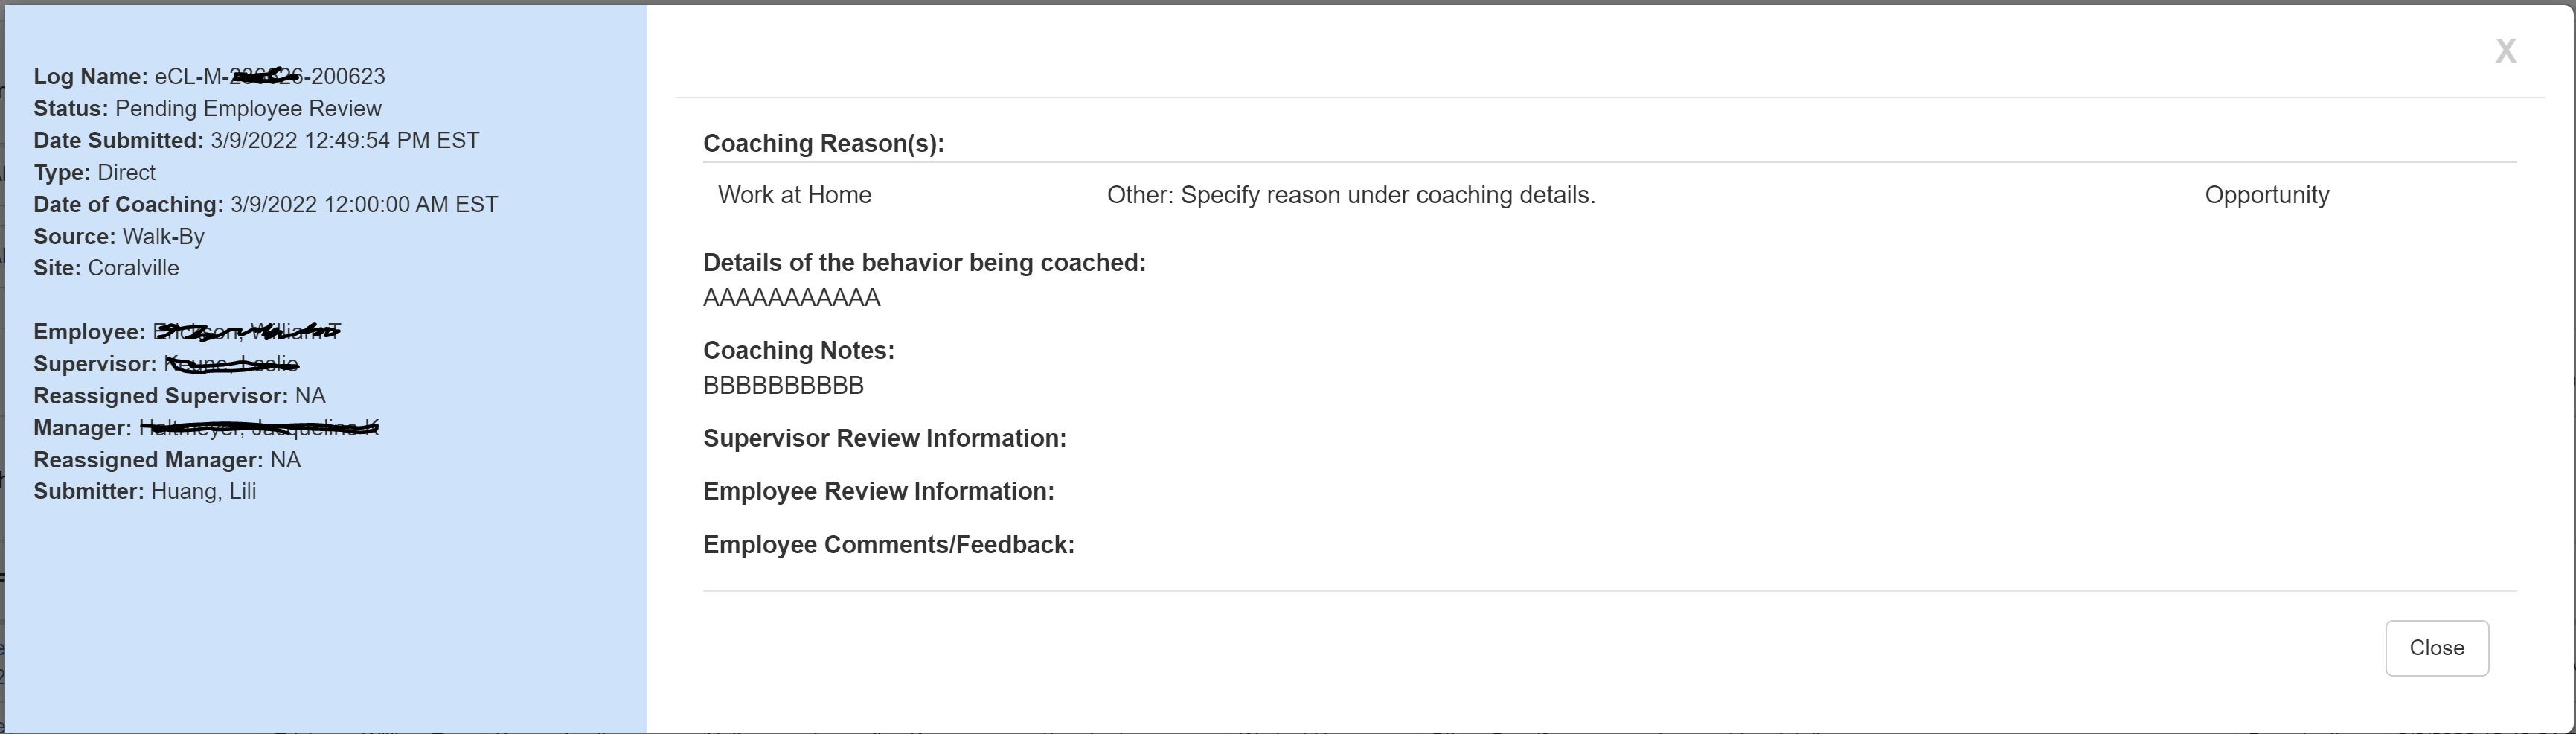 X
Log Name: eCL-M- -200623
Status: Pending Employee Review
Date Submitted: 3/9/2022 12:49:54 PM EST
Type: Direct
Date of Coaching: 3/9/2022 12:00:00 AM EST
Source: Walk-By
Site: Coralville
Employee:
Supervisor:
Reassigned Supervisor: NA
Manager:
Reassigned Manager: NA
Submitter: Huang, Lili
Coaching Reason(s):
Work at Home Other: Specify reason under coaching details. Opportunity
Details of the behavior being coached:
AAAAAAAAAAA
Coaching Notes:
BBBBBBBBBB
Supervisor Review Information:
Employee Review Information:
Employee Comments/Feedback:
Close